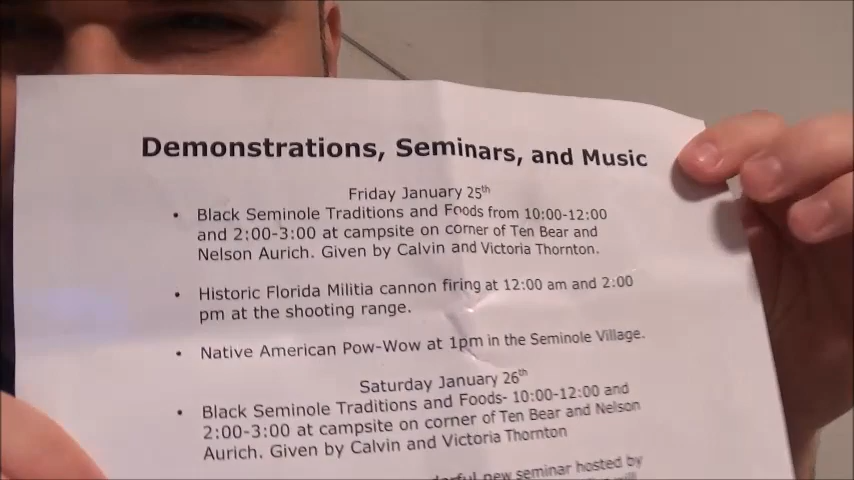 Demonstrations, Seminars, and Music
Friday January 25th
• Black Seminole Traditions and Foods from 10:00-12:00
and 2:00-3:00 at campsite on corner of Ten Bear and
Nelson Aurich. Given by Calvin and Victoria Thornton.
• Historic Florida Militia cannon firing at 12:00 am and 2:00
pm at the shooting range.
• Native American Pow-Wow at 1pm in the Seminole Village.
Saturday January 26th
• Black Seminole Traditions and Foods- 10:00-12:00 and
2:00-3:00 at campsite on corner of Ten Bear and Nelson
Aurich. Given by Calvin and Victoria Thornton
new seminar hosted by